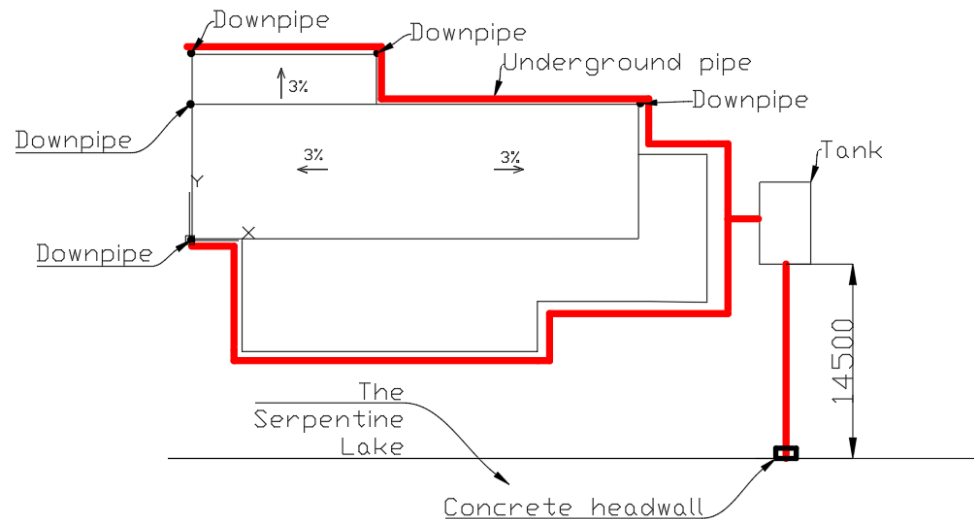 Downpipe
Downpipe
Underground pipe
3%
Downpipe
Downpipe
3%
3%
Tank
Y
X
Downpipe
14500
The
Serpentine
Lake
Concrete headwall